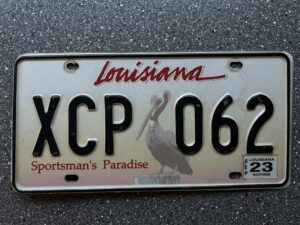 Louisiana
XCP 062
Sportsman's Paradise
LOUISIANA
23